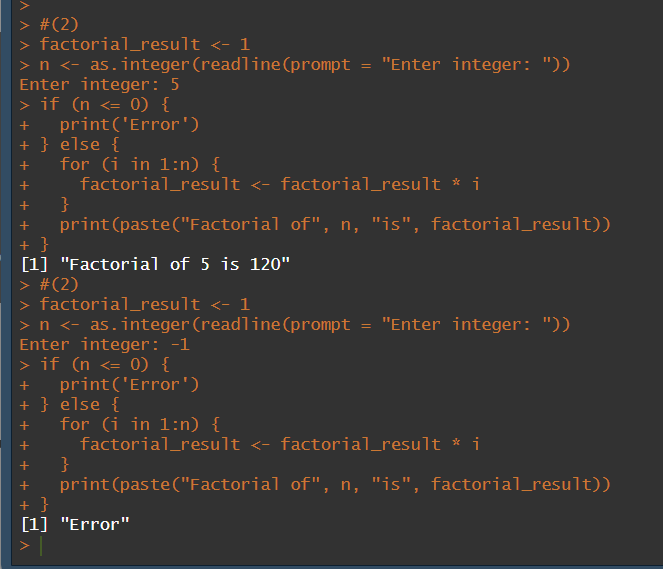 >
> #(2)
> factorial_result <- 1
> n <- as.integer(readline(prompt = "Enter integer: "))
Enter integer: 5
> if (n <= 0) {
+   print('Error')
+ } else {
+   for (i in 1:n) {
+     factorial_result <- factorial_result * i
+   }
+   print(paste("Factorial of", n, "is", factorial_result))
+ }
[1] "Factorial of 5 is 120"
> #(2)
> factorial_result <- 1
> n <- as.integer(readline(prompt = "Enter integer: "))
Enter integer: -1
> if (n <= 0) {
+   print('Error')
+ } else {
+   for (i in 1:n) {
+     factorial_result <- factorial_result * i
+   }
+   print(paste("Factorial of", n, "is", factorial_result))
+ }
[1] "Error"
>